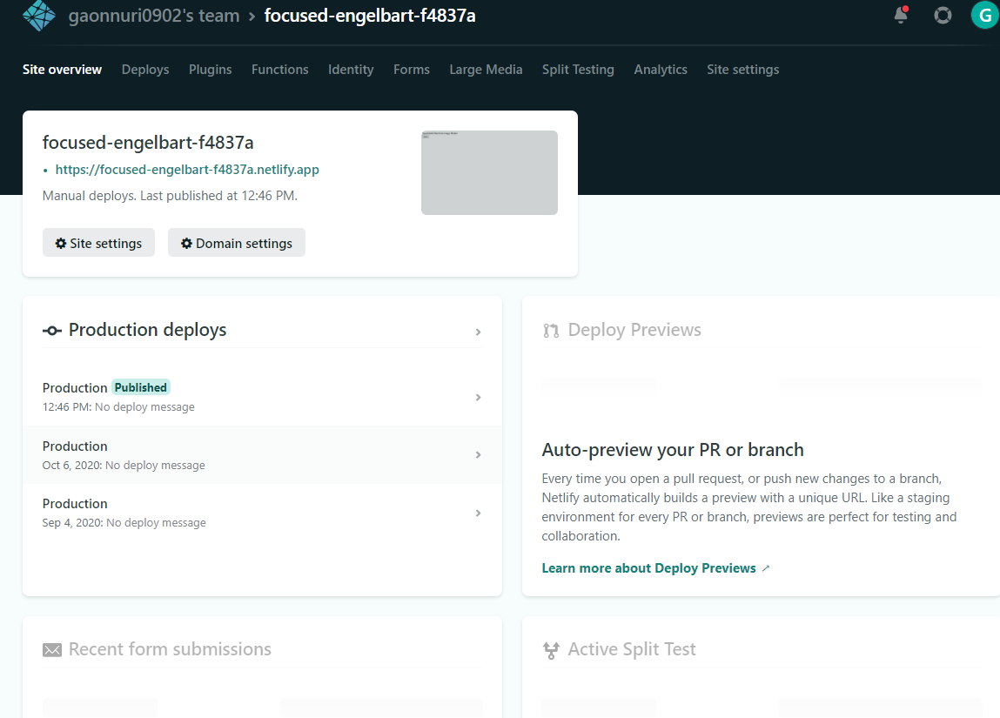 gaonnuri0902's team › focused-engelbart-f4837a
G
Site overview Deploys Plugins Functions Identity Forms Large Media Split Testing Analytics Site settings
focused-engelbart-f4837a
• https://focused-engelbart-f4837a.netlify.app
Manual deploys. Last published at 12:46 PM.
Site settings Domain settings
Production deploys
Production Published
12:46 PM: No deploy message
Production
Oct 6, 2020: No deploy message
Production
Sep 4, 2020: No deploy message
Deploy Previews
Auto-preview your PR or branch
Every time you open a pull request, or push new changes to a branch,
Netlify automatically builds a preview with a unique URL. Like a staging
environment for every PR or branch, previews are perfect for testing and
collaboration.
Learn more about Deploy Previews ↗
Recent form submissions
Active Split Test